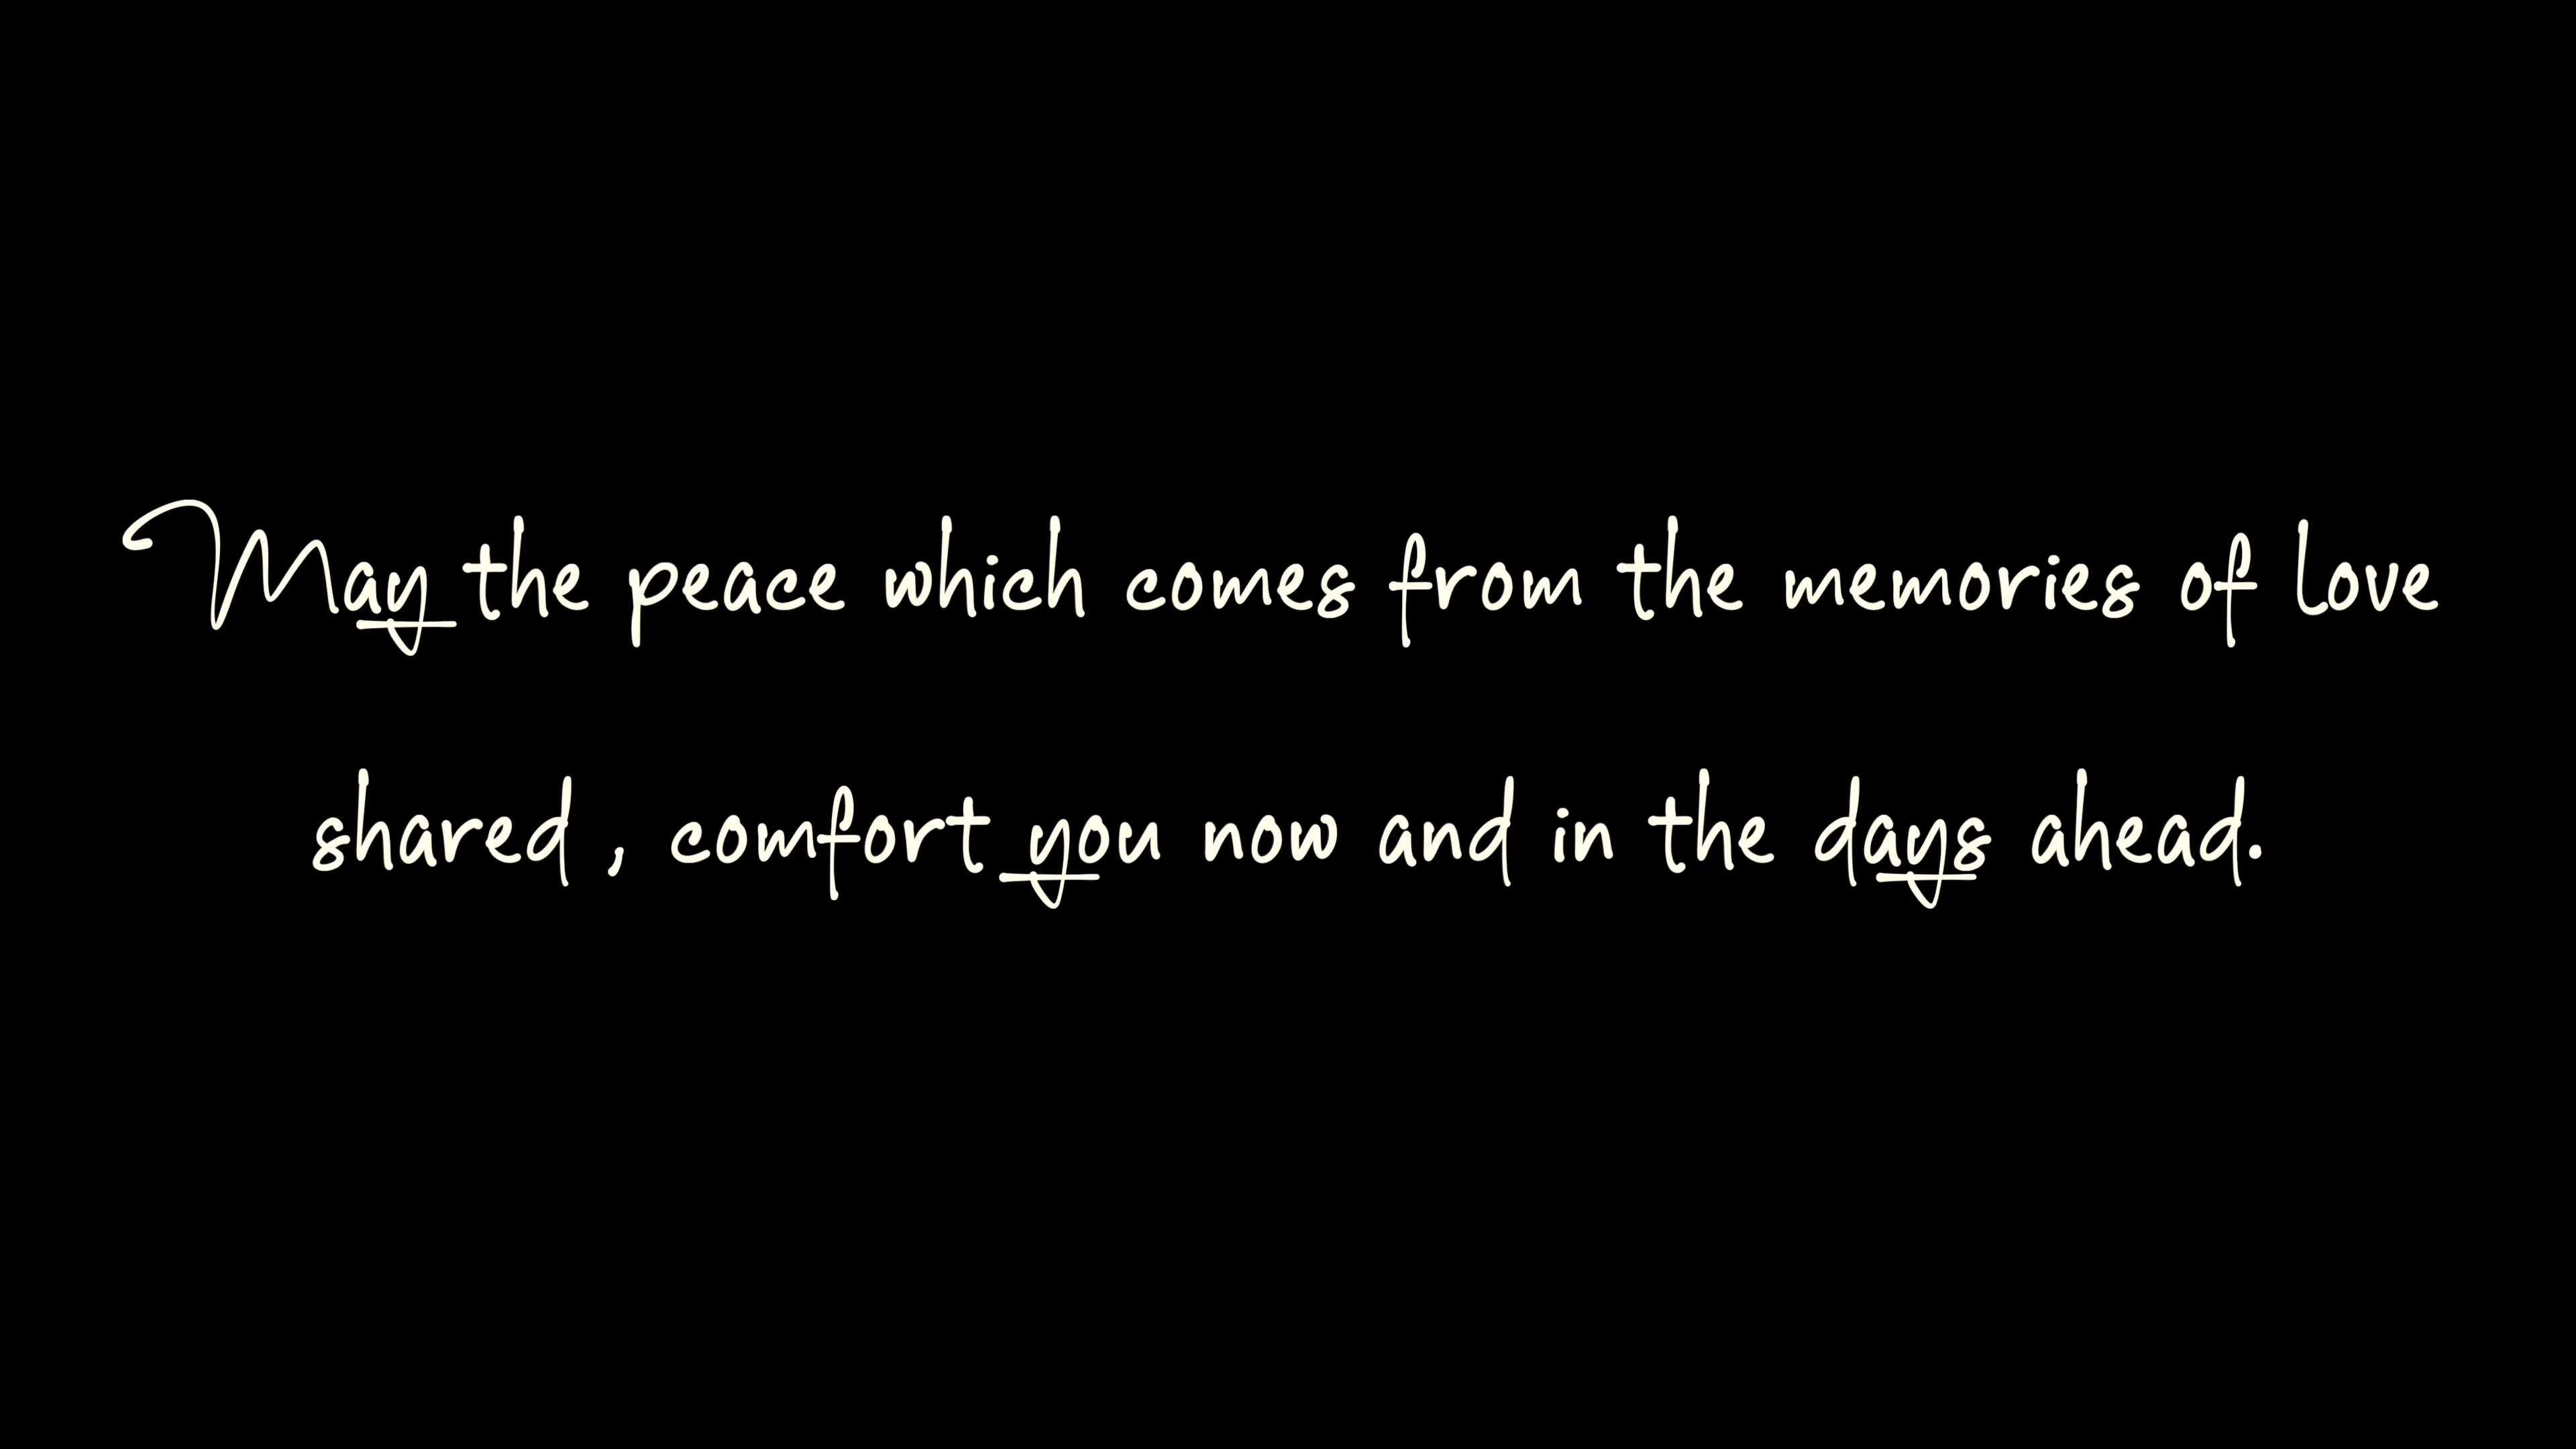 May the peace which comes from the memories of love
shared , comfort you now and in the days ahead.